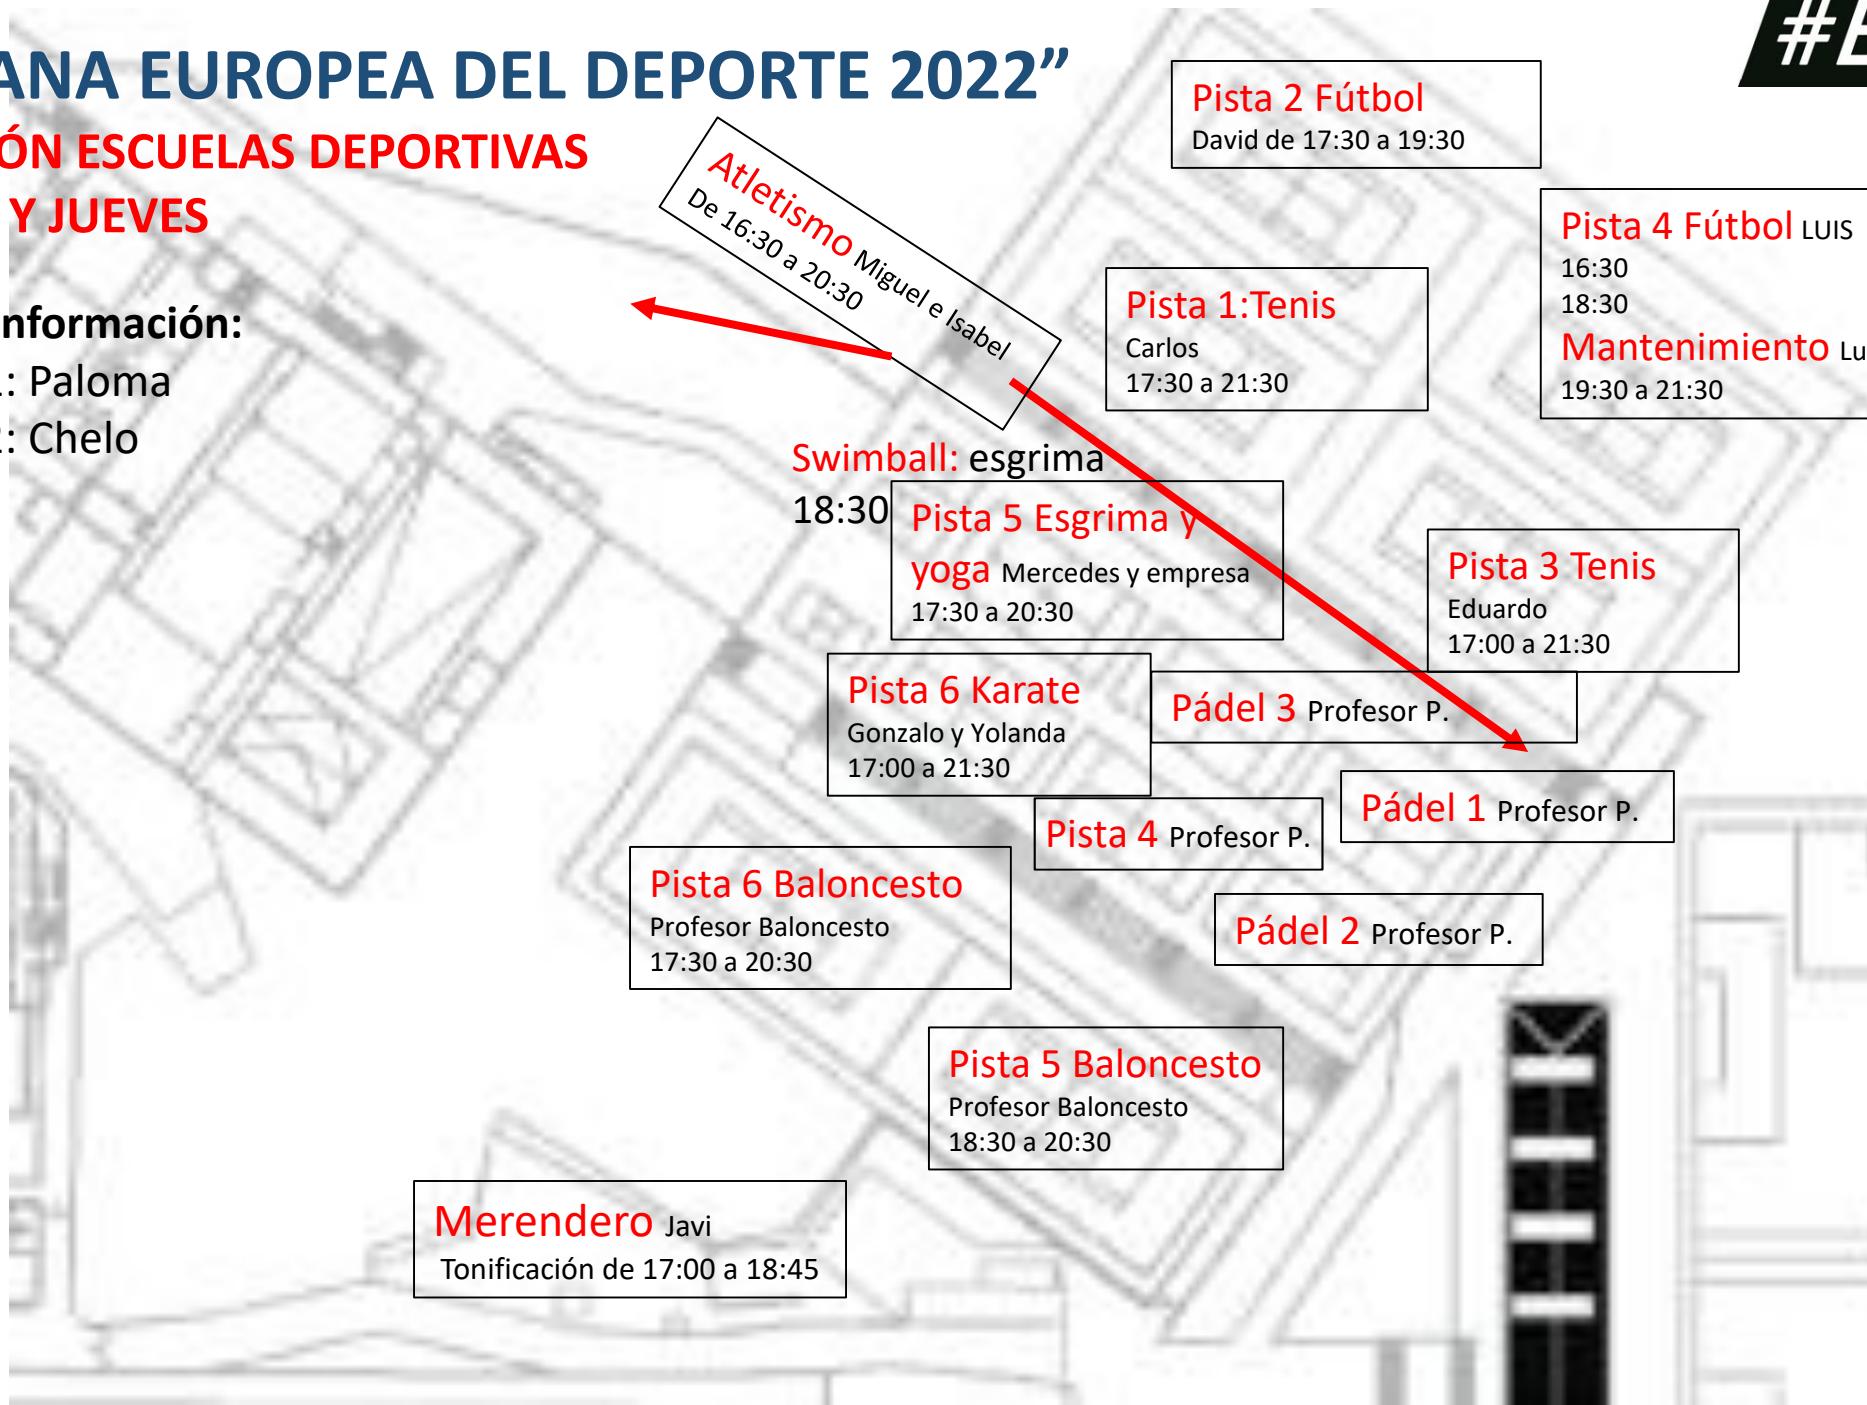 ANA EUROPEA DEL DEPORTE 2022”
ÓN ESCUELAS DEPORTIVAS
Y JUEVES
nformación:
: Paloma
: Chelo
#E
Atletismo Miguel e Isabel
De 16:30 a 20:30
Pista 2 Fútbol
David de 17:30 a 19:30
Pista 4 Fútbol LUIS
16:30
18:30
Mantenimiento Lu
19:30 a 21:30
Pista 1:Tenis
Carlos
17:30 a 21:30
Swimball: esgrima
18:30
Pista 5 Esgrima y
yoga Mercedes y empresa
17:30 a 20:30
Pista 3 Tenis
Eduardo
17:00 a 21:30
Pista 6 Karate
Gonzalo y Yolanda
17:00 a 21:30
Pádel 3 Profesor P.
Pádel 1 Profesor P.
Pista 4 Profesor P.
Pista 6 Baloncesto
Profesor Baloncesto
17:30 a 20:30
Pádel 2 Profesor P.
Pista 5 Baloncesto
Profesor Baloncesto
18:30 a 20:30
Merendero Javi
Tonificación de 17:00 a 18:45